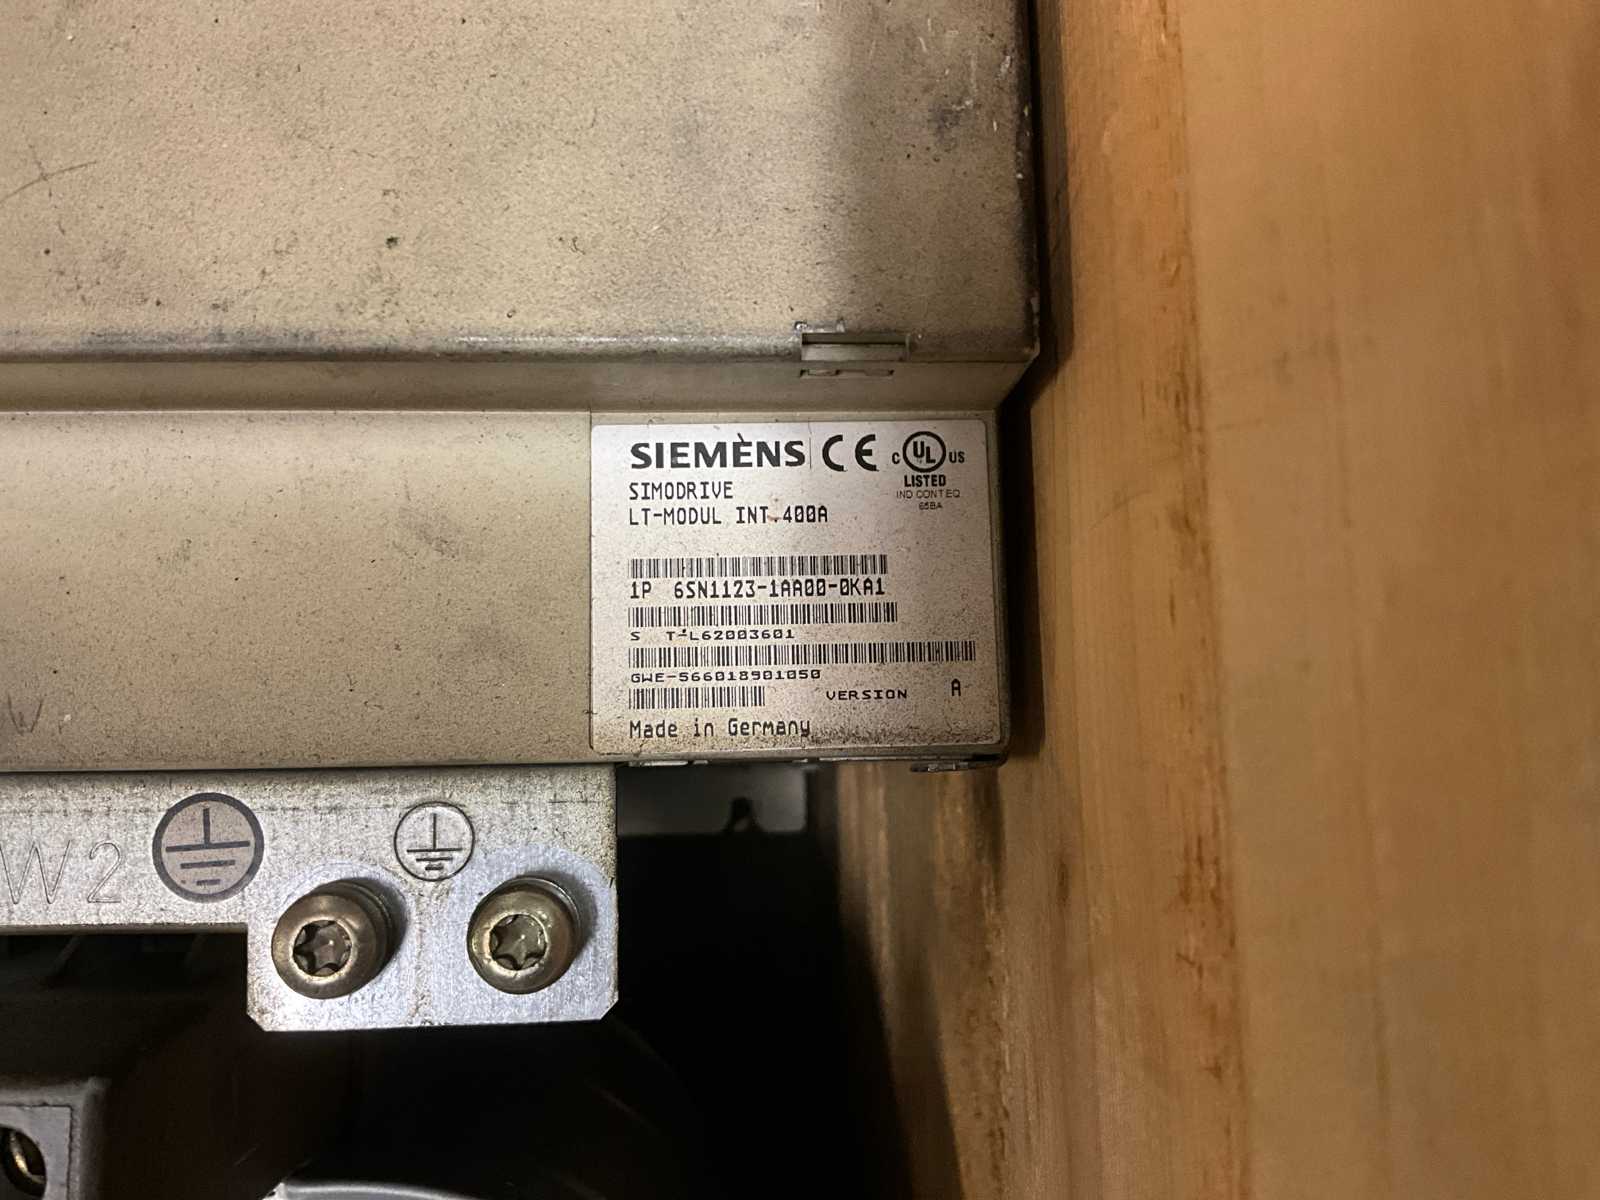 SIEMENS CE C UL US
LISTED
SIMODRIVE
IND CONT EQ
65BA
LT-MODUL INT.400A
1P 6SN1123-1AA00-0KA1
S T-L62003601
GWE-566018901050
VERSION A
Made in Germany
W2